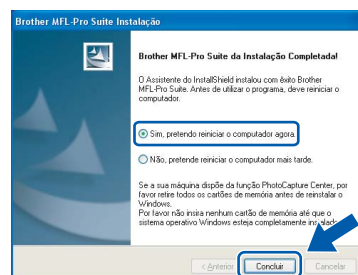 Brother MFL-Pro Suite Instalação
Brother MFL-Pro Suite da Instalação Completada!
O Assistente do InstallShield instalou com êxito Brother
MFL-Pro Suite. Antes de utilizar o programa, deve reiniciar o
computador.
Sim, pretendo reiniciar o computador agora.
Não, pretende reiniciar o computador mais tarde.
Se a sua máquina dispõe da função PhotoCapture Center, por
favor retire todos os cartões de memória antes de reinstalar o
Windows.
Por favor não insira nenhum cartão de memória até que o
sistema operativo Windows esteja completamente
< Anterior Concluir Cancelar